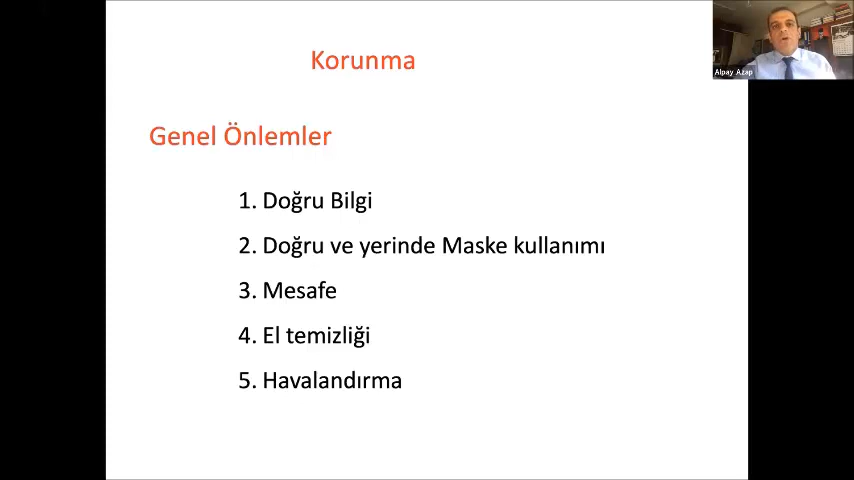 Korunma
Alpay Azap
Genel Önlemler
1. Doğru Bilgi
2. Doğru ve yerinde Maske kullanımı
3. Mesafe
4. El temizliği
5. Havalandırma